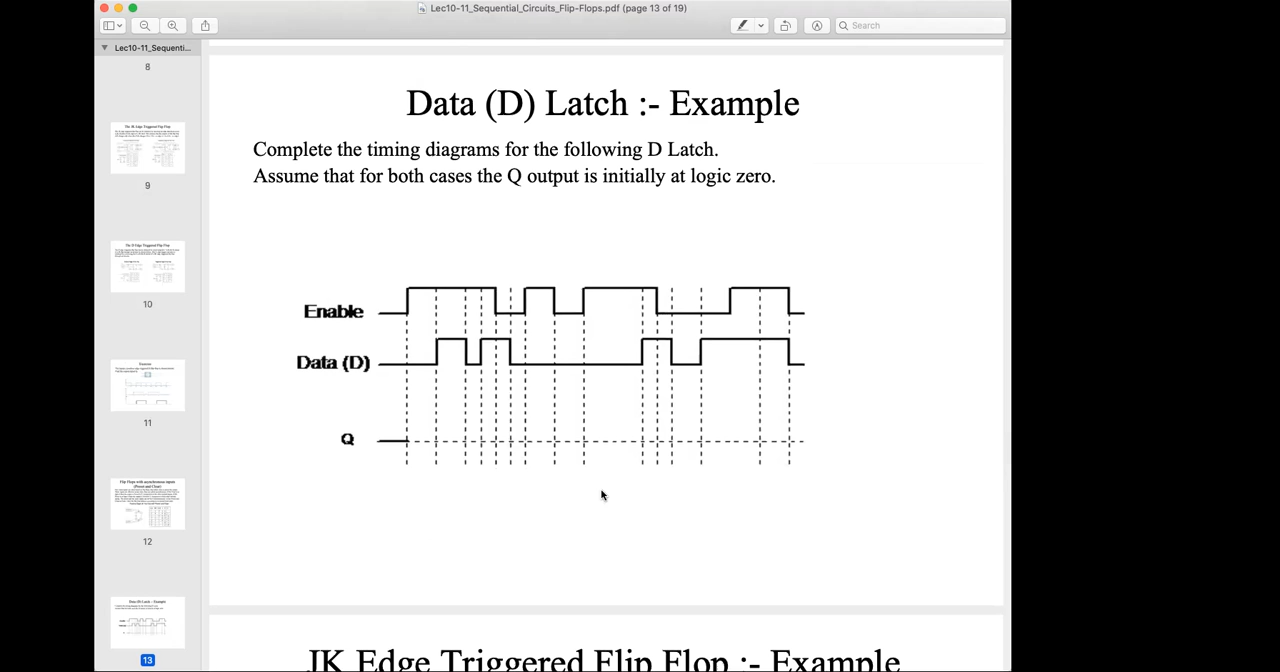 Lec10-11_Sequential_Circuits_Flip-Flops.pdf (page 13 of 19)
Search
Lec10-11_Sequenti...
8
9
10
11
12
13
Data (D) Latch :- Example
Complete the timing diagrams for the following D Latch.
Assume that for both cases the Q output is initially at logic zero.
Enable
Data (D)
Q
JK Edge Triggered Flip Flop :- Example